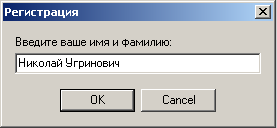 Регистрация
Введите ваше имя и фамилию:
Николай Угринович
OK
Cancel